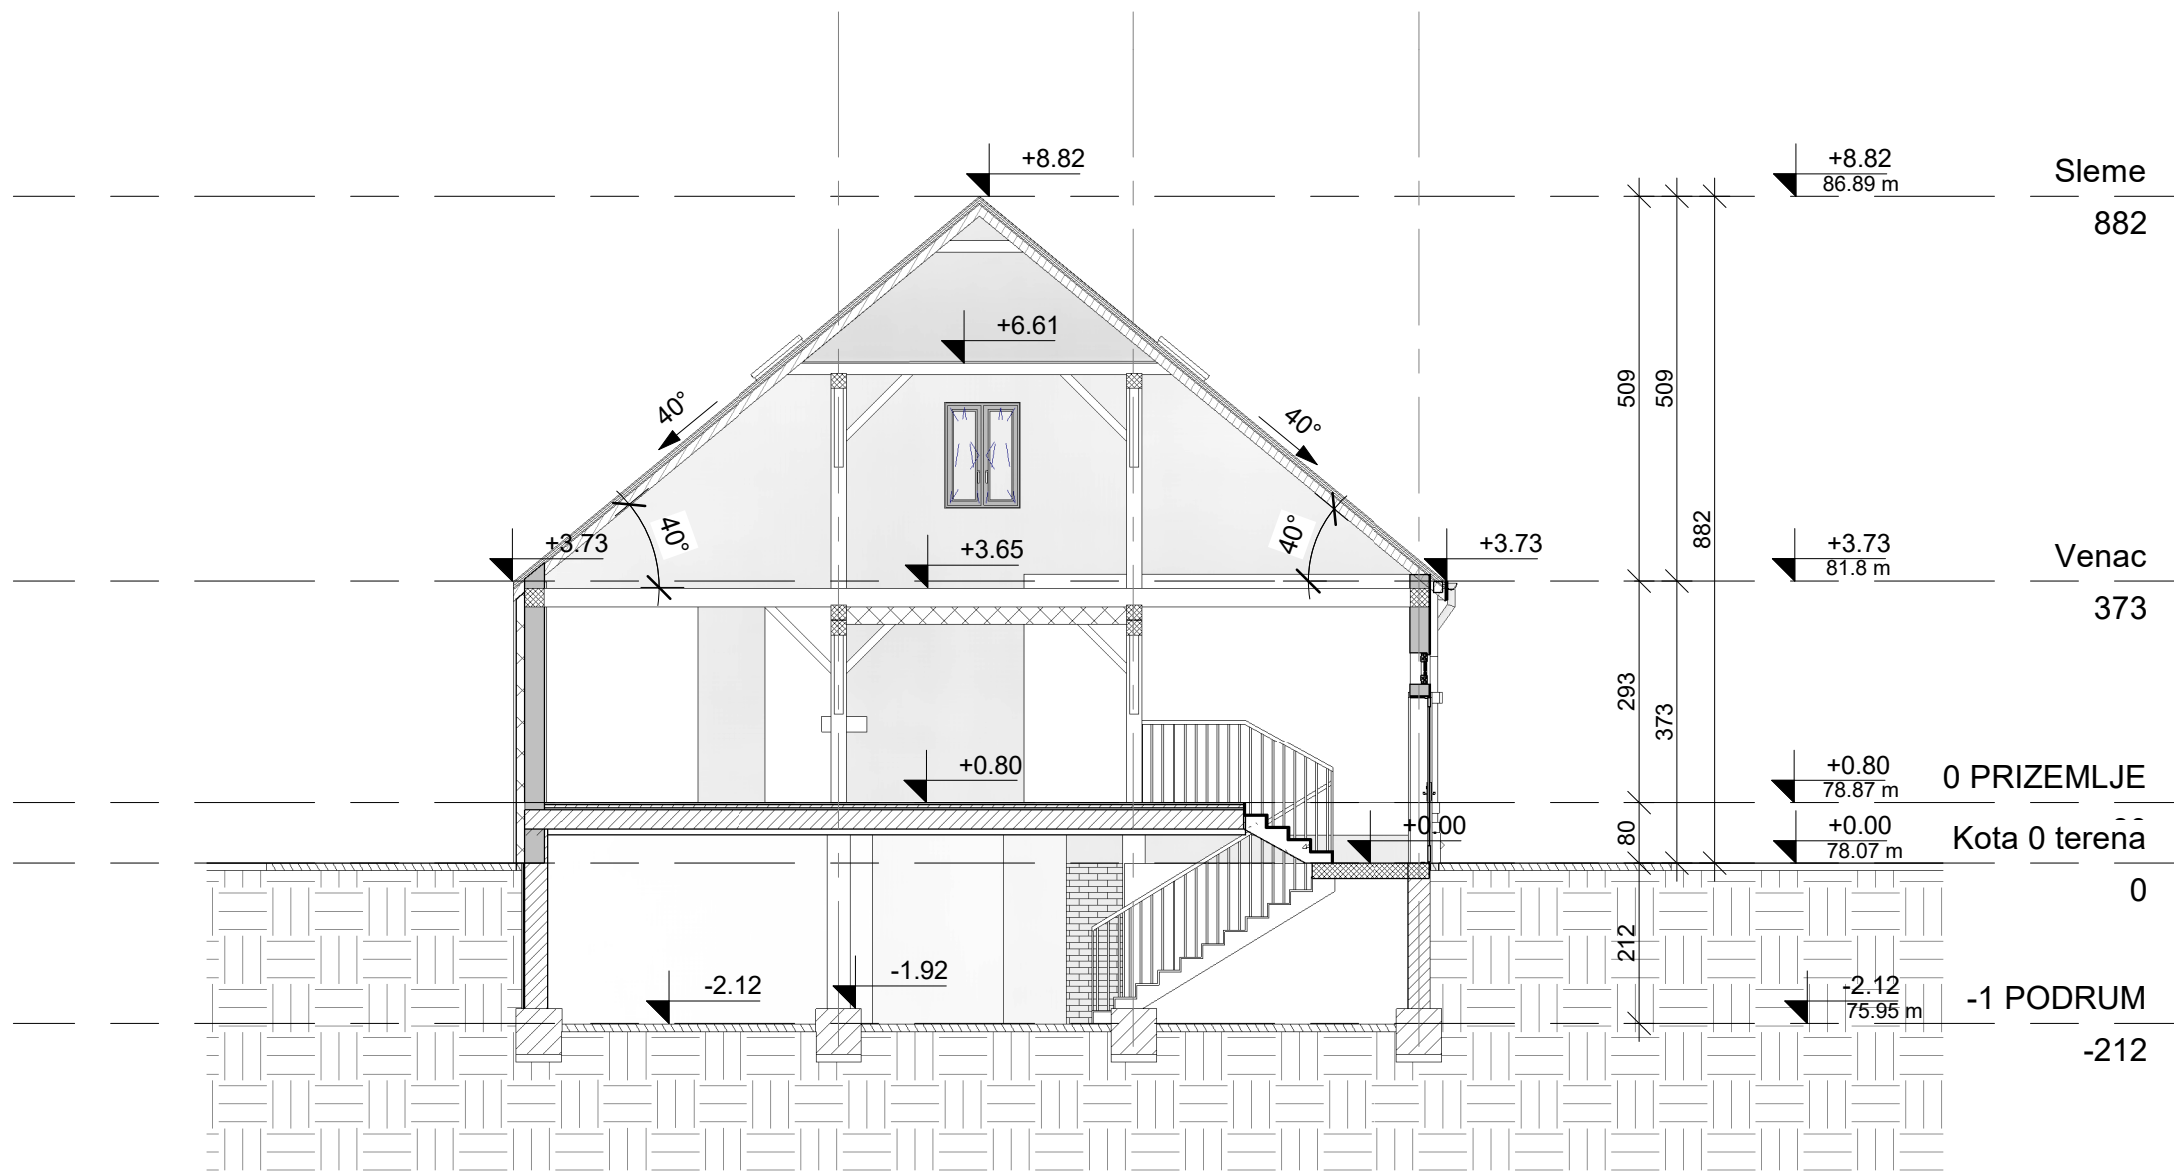 +8.82
+8.82
86.89 m
Sleme
882
+6.61
40°
40°
509
509
40°
40°
882
+3.73
+3.65
+3.73
+3.73
81.8 m
Venac
373
293
373
+0.80
+0.80
78.87 m
0 PRIZEMLJE
+0.00
80
+0.00
78.07 m
Kota 0 terena
0
212
-2.12
-1.92
-2.12
75.95 m
-1 PODRUM
-212